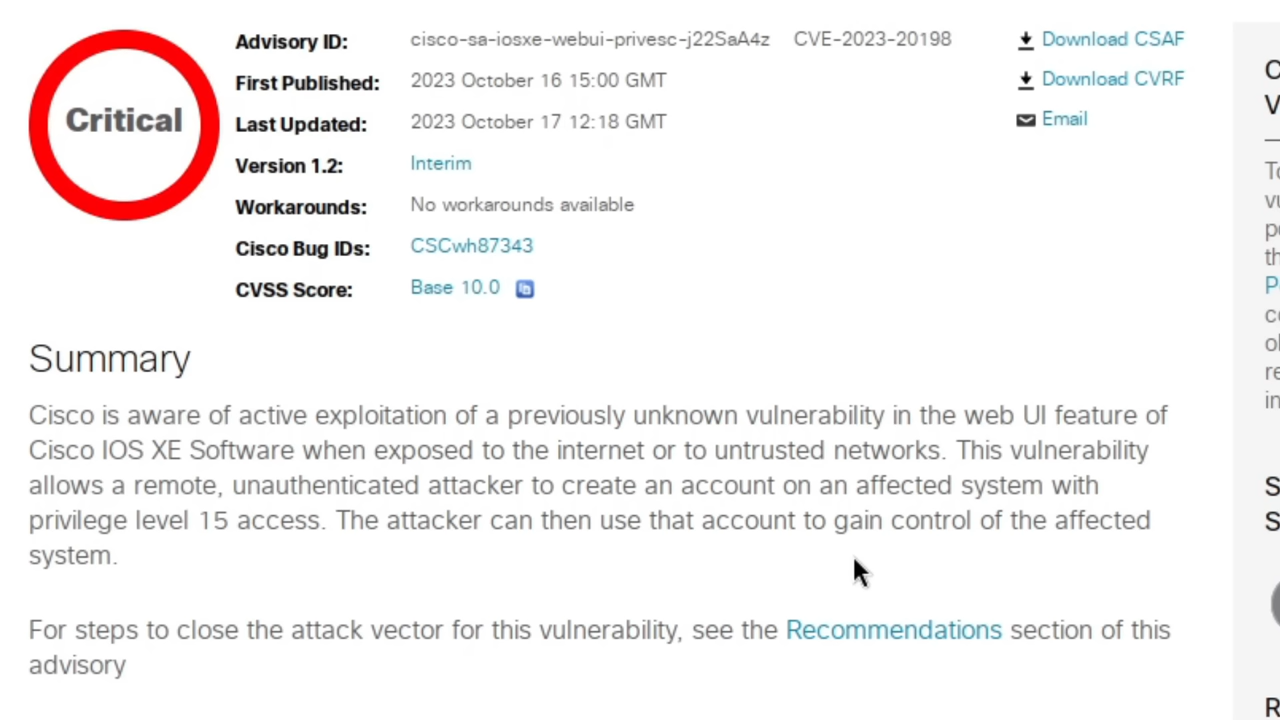 Critical
Advisory ID: cisco-sa-iosxe-webui-privesc-j22SaA4z CVE-2023-20198
First Published: 2023 October 16 15:00 GMT
Last Updated: 2023 October 17 12:18 GMT
Version 1.2: Interim
Workarounds: No workarounds available
Cisco Bug IDs: CSCwh87343
CVSS Score: Base 10.0
Download CSAF
Download CVRF
Email
Summary
Cisco is aware of active exploitation of a previously unknown vulnerability in the web UI feature of
Cisco IOS XE Software when exposed to the internet or to untrusted networks. This vulnerability
allows a remote, unauthenticated attacker to create an account on an affected system with
privilege level 15 access. The attacker can then use that account to gain control of the affected
system.
For steps to close the attack vector for this vulnerability, see the Recommendations section of this
advisory